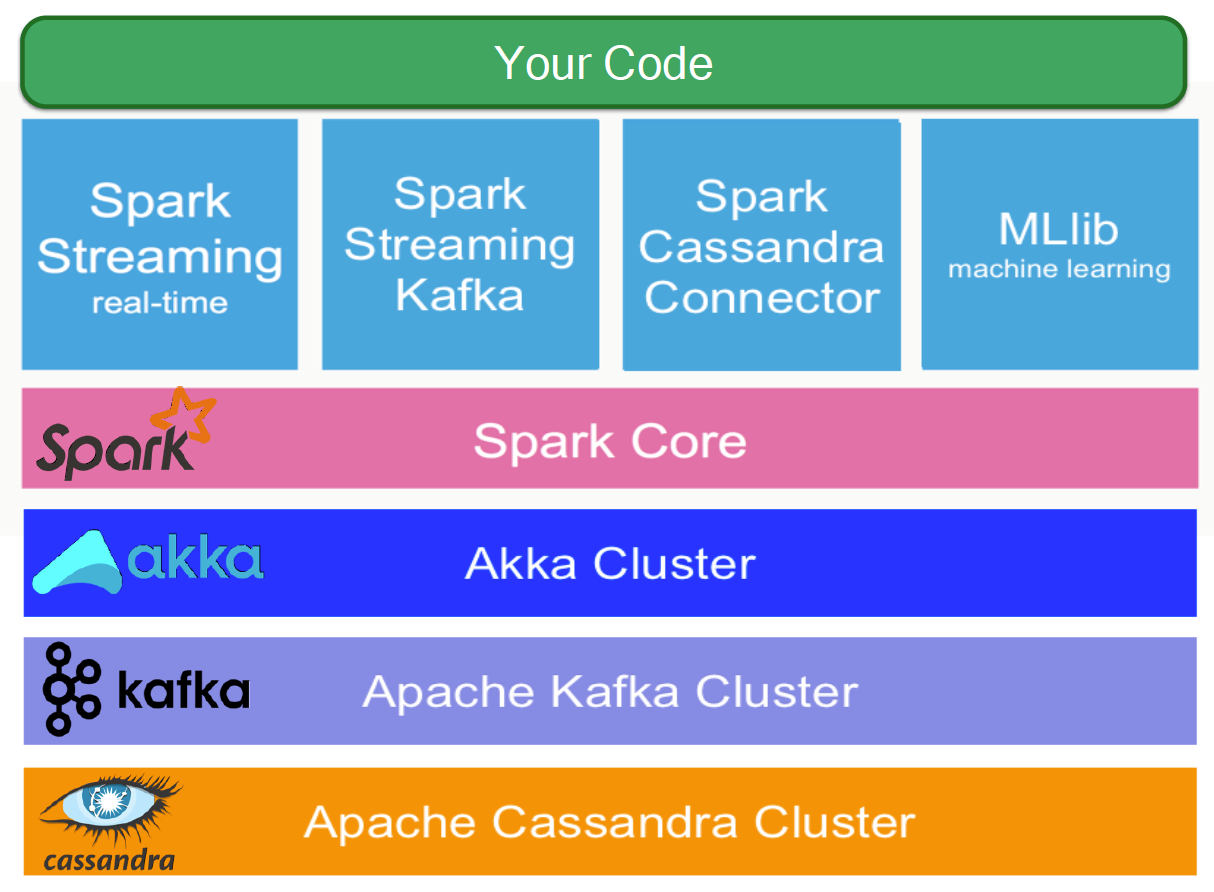 Your Code
Spark
Streaming
real-time
Spark
Streaming
Kafka
Spark
Cassandra
Connector
MLlib
machine learning
Spark
Spark Core
akka
Akka Cluster
kafka
Apache Kafka Cluster
cassandra
Apache Cassandra Cluster